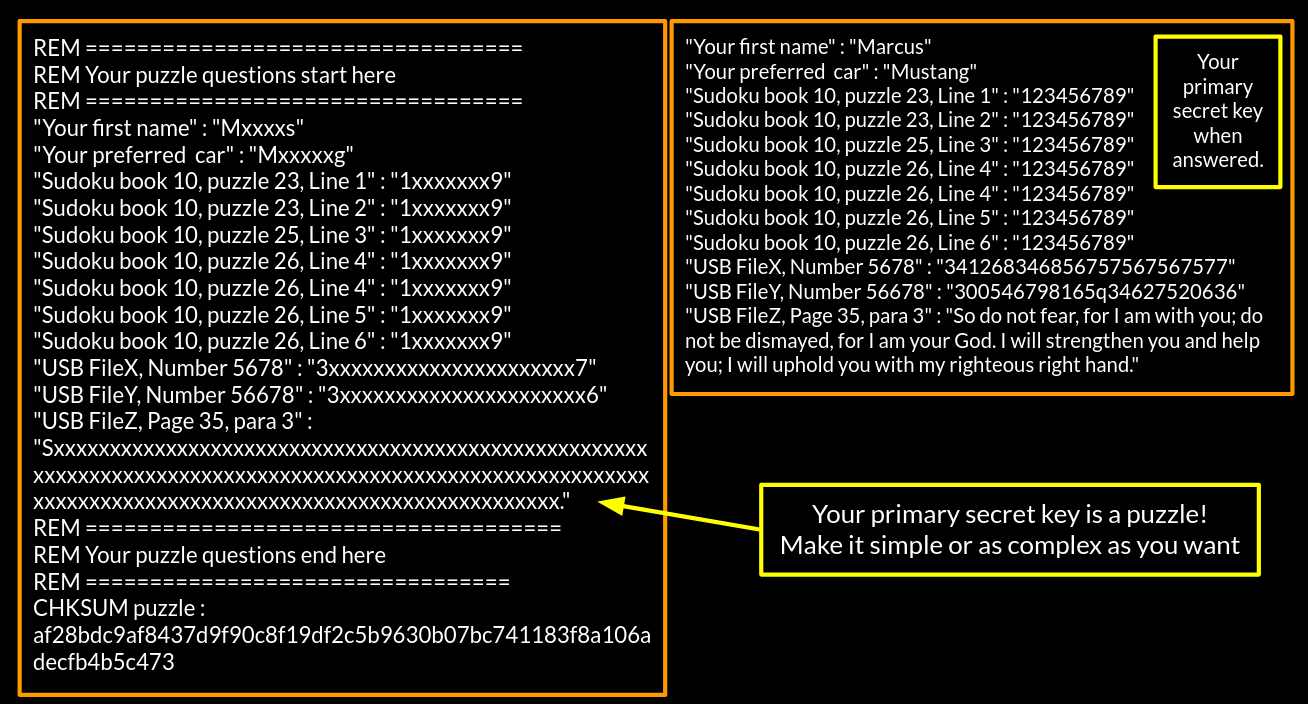 REM ==================================
REM Your puzzle questions start here
REM ==================================
"Your first name" : "Mxxxxs"
"Your preferred  car" : "Mxxxxxg"
"Sudoku book 10, puzzle 23, Line 1" : "1xxxxxxx9"
"Sudoku book 10, puzzle 23, Line 2" : "1xxxxxxx9"
"Sudoku book 10, puzzle 25, Line 3" : "1xxxxxxx9"
"Sudoku book 10, puzzle 26, Line 4" : "1xxxxxxx9"
"Sudoku book 10, puzzle 26, Line 4" : "1xxxxxxx9"
"Sudoku book 10, puzzle 26, Line 5" : "1xxxxxxx9"
"Sudoku book 10, puzzle 26, Line 6" : "1xxxxxxx9"
"USB FileX, Number 5678" : "3xxxxxxxxxxxxxxxxxxxxxx7"
"USB FileY, Number 56678" : "3xxxxxxxxxxxxxxxxxxxxxx6"
"USB FileZ, Page 35, para 3" :
"Sxxxxxxxxxxxxxxxxxxxxxxxxxxxxxxxxxxxxxxxxxxxxxxxxxxxxx
xxxxxxxxxxxxxxxxxxxxxxxxxxxxxxxxxxxxxxxxxxxxxxxxxxxxxxx
xxxxxxxxxxxxxxxxxxxxxxxxxxxxxxxxxxxxxxxxxxxxxxx."
REM =====================================
REM Your puzzle questions end here
REM =================================
CHKSUM puzzle :
af28bdc9af8437d9f90c8f19df2c5b9630b07bc741183f8a106a
decfb4b5c473
"Your first name" : "Marcus"
"Your preferred  car" : "Mustang"
"Sudoku book 10, puzzle 23, Line 1" : "123456789"
"Sudoku book 10, puzzle 23, Line 2" : "123456789"
"Sudoku book 10, puzzle 25, Line 3" : "123456789"
"Sudoku book 10, puzzle 26, Line 4" : "123456789"
"Sudoku book 10, puzzle 26, Line 4" : "123456789"
"Sudoku book 10, puzzle 26, Line 5" : "123456789"
"Sudoku book 10, puzzle 26, Line 6" : "123456789"
"USB FileX, Number 5678" : "341268346856757567567577"
"USB FileY, Number 56678" : "300546798165q34627520636"
"USB FileZ, Page 35, para 3" : "So do not fear, for I am with you; do
not be dismayed, for I am your God. I will strengthen you and help
you; I will uphold you with my righteous right hand."
Your
primary
secret key
when
answered.
Your primary secret key is a puzzle!
Make it simple or as complex as you want